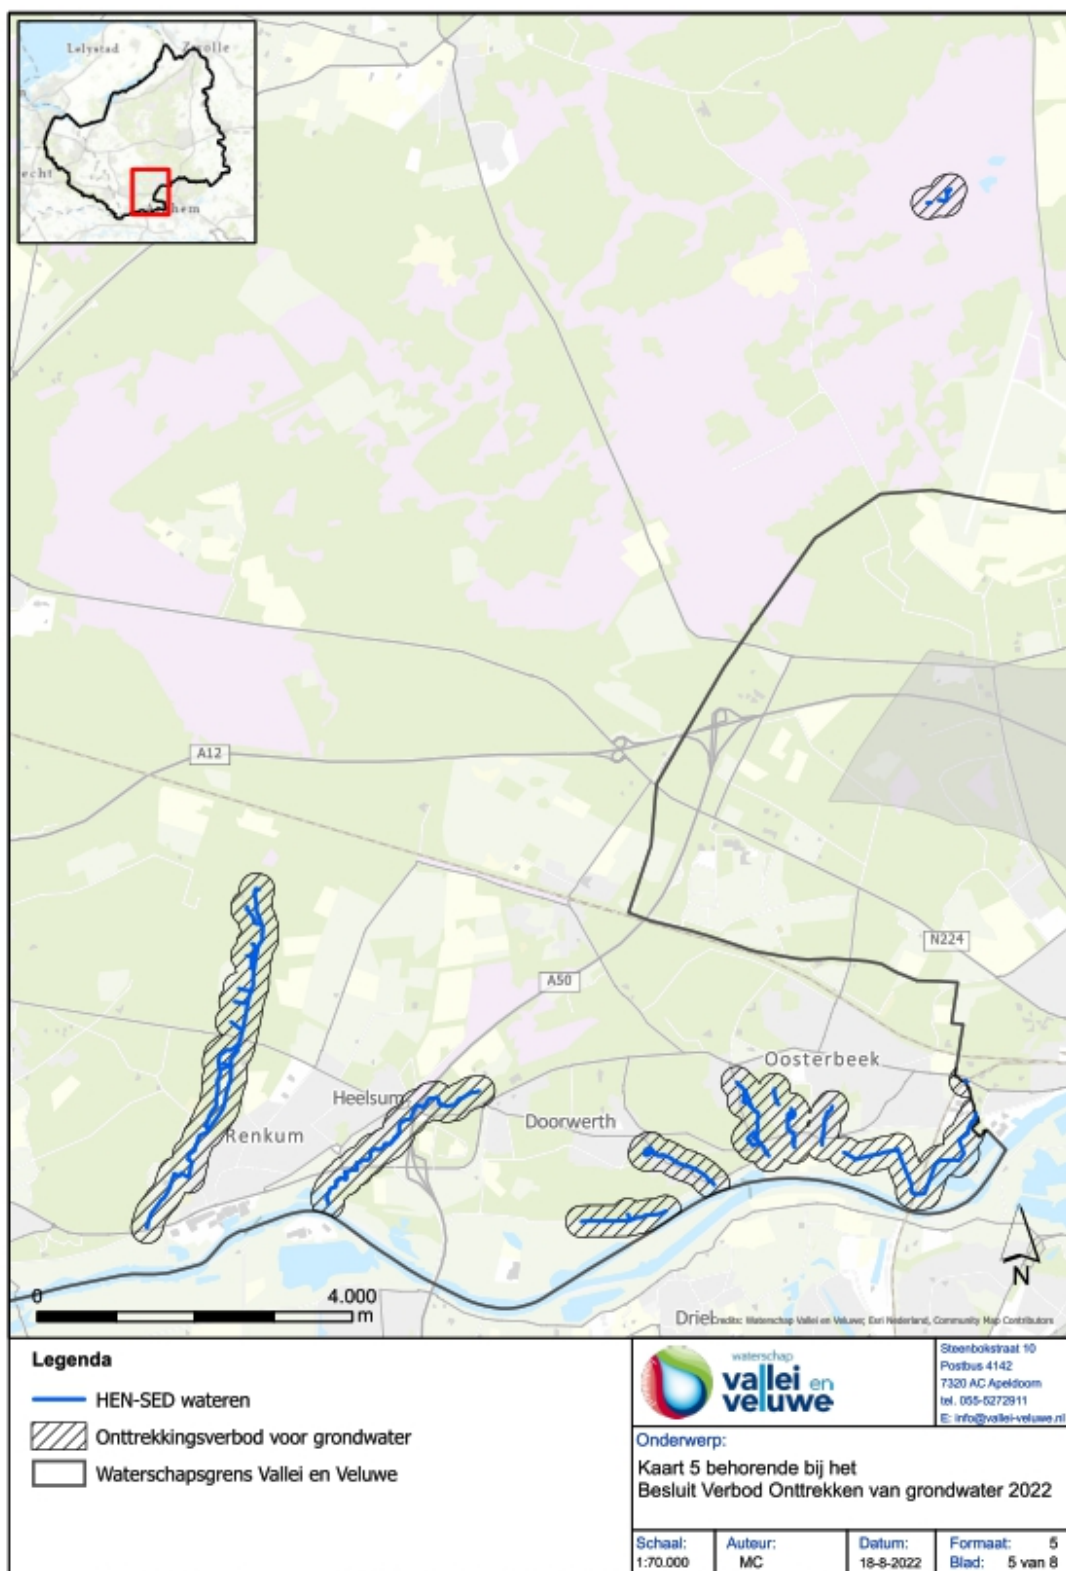 Lelystad
Zwolle
echt
A12
N224
A50
Oosterbeek
Heelsum
Doorwerth
Renkum
N
0
4.000
m
Driel
Credits: Waterschap Vallei en Veluwe; Esri Nederland, Community Map Contributors
Legenda
HEN-SED wateren
Onttrekkingsverbod voor grondwater
Waterschapsgrens Vallei en Veluwe
waterschap
vallei en
veluwe
Steenbokstraat 10
Postbus 4142
7320 AC Apeldoorn
tel. 055-5272911
E: info@vallei-veluwe.nl
Onderwerp:
Kaart 5 behorende bij het
Besluit Verbod Onttrekken van grondwater 2022
Schaal:
1:70.000
Auteur:
MC
Datum:
18-8-2022
Formaat: 5
Blad: 5 van 8